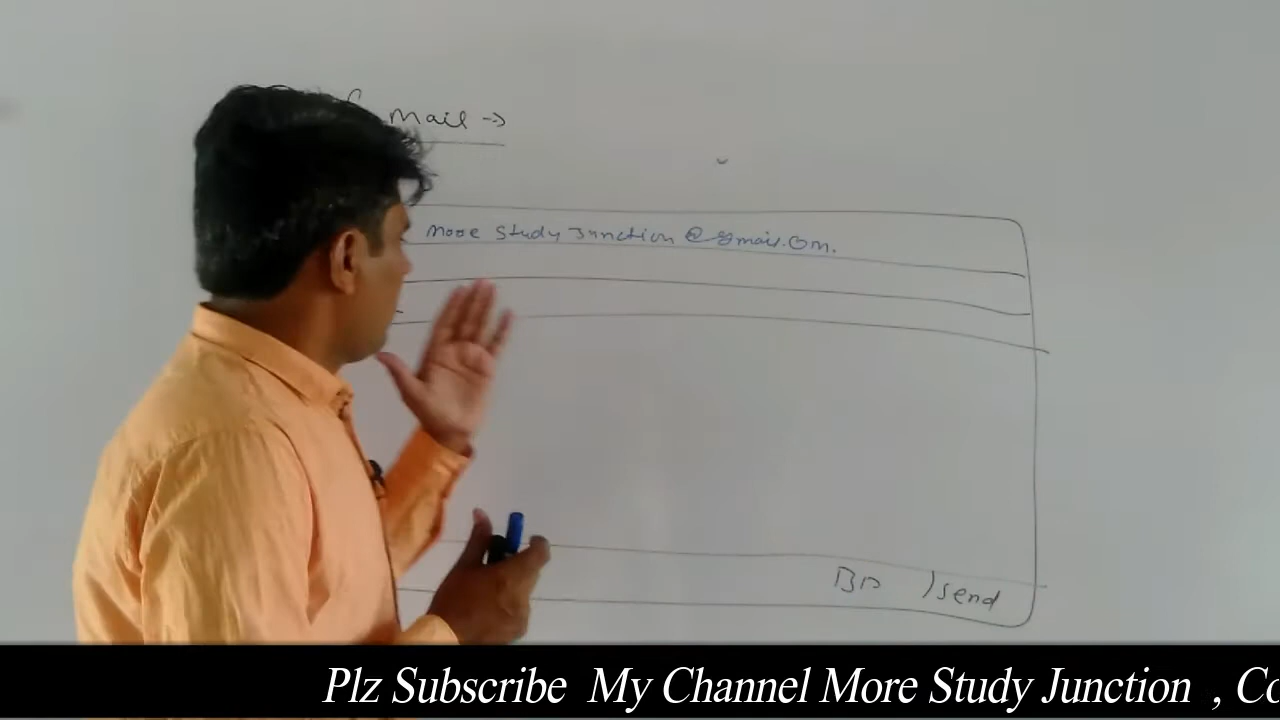 Mail →
More Study Junction @gmail.com.
/send
Plz Subscribe My Channel More Study Junction , Co